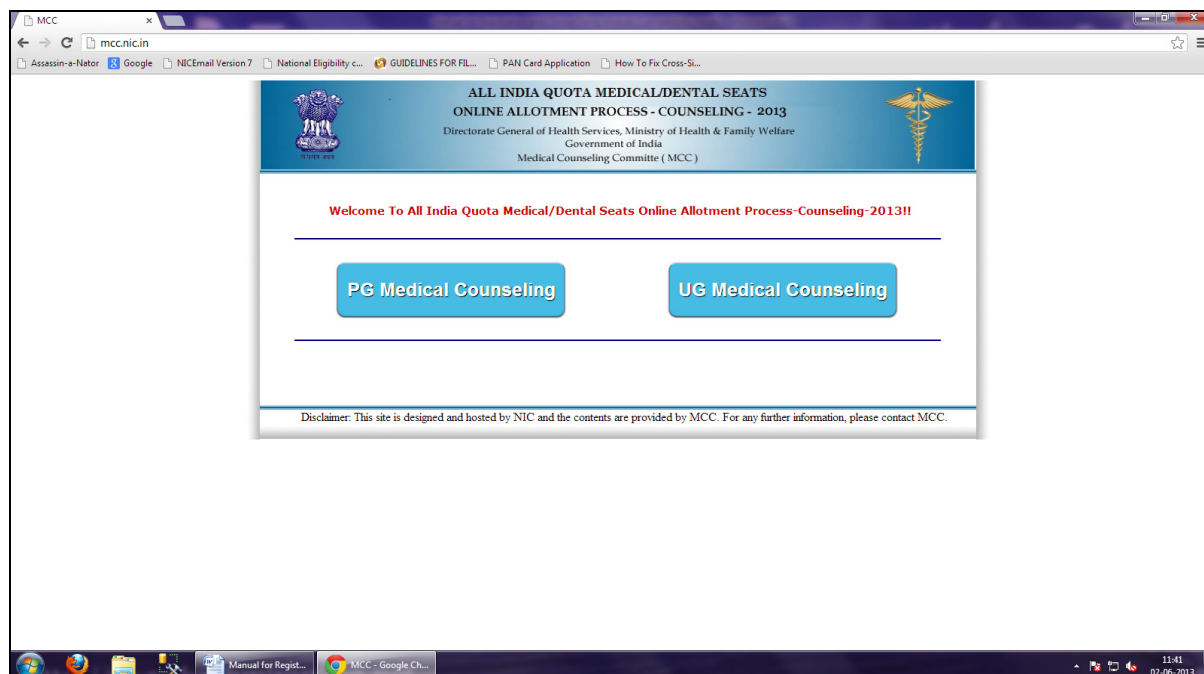 MCC
mcc.nic.in
Assassin-a-Nator Google NICEmail Version 7 National Eligibility c... GUIDELINES FOR FIL... PAN Card Application How To Fix Cross-Si...
ALL INDIA QUOTA MEDICAL/DENTAL SEATS
ONLINE ALLOTMENT PROCESS - COUNSELING - 2013
Directorate General of Health Services, Ministry of Health & Family Welfare
Government of India
Medical Counseling Committe ( MCC )
सत्यमेव जयते
Welcome To All India Quota Medical/Dental Seats Online Allotment Process-Counseling-2013!!
PG Medical Counseling UG Medical Counseling
Disclaimer: This site is designed and hosted by NIC and the contents are provided by MCC. For any further information, please contact MCC.
Manual for Regist... MCC - Google Ch...
11:41
02-06-2013